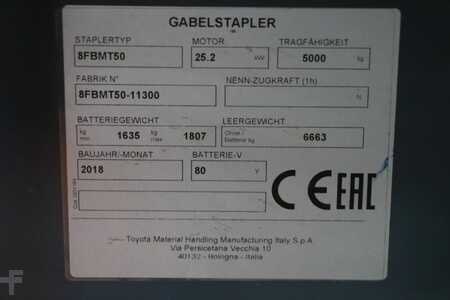 GABELSTAPLER
STAPLERTYP MOTOR TRAGFÄHIGKEIT
8FBMT50 25.2 kW 5000 kg
FABRIK N° NENN-ZUGKRAFT (1h)
8FBMT50-11300 N
BATTERIEGEWICHT LEERGEWICHT
kg min 1635 kg max 1807 Ohne / Batterie kg 6663
BAUJAHR/-MONAT BATTERIE-V
2018 80 V
CE EAC
Toyota Material Handling Manufacturing Italy S.p.A.
Via Persicetana Vecchia 10
40132 - Bologna - Italia